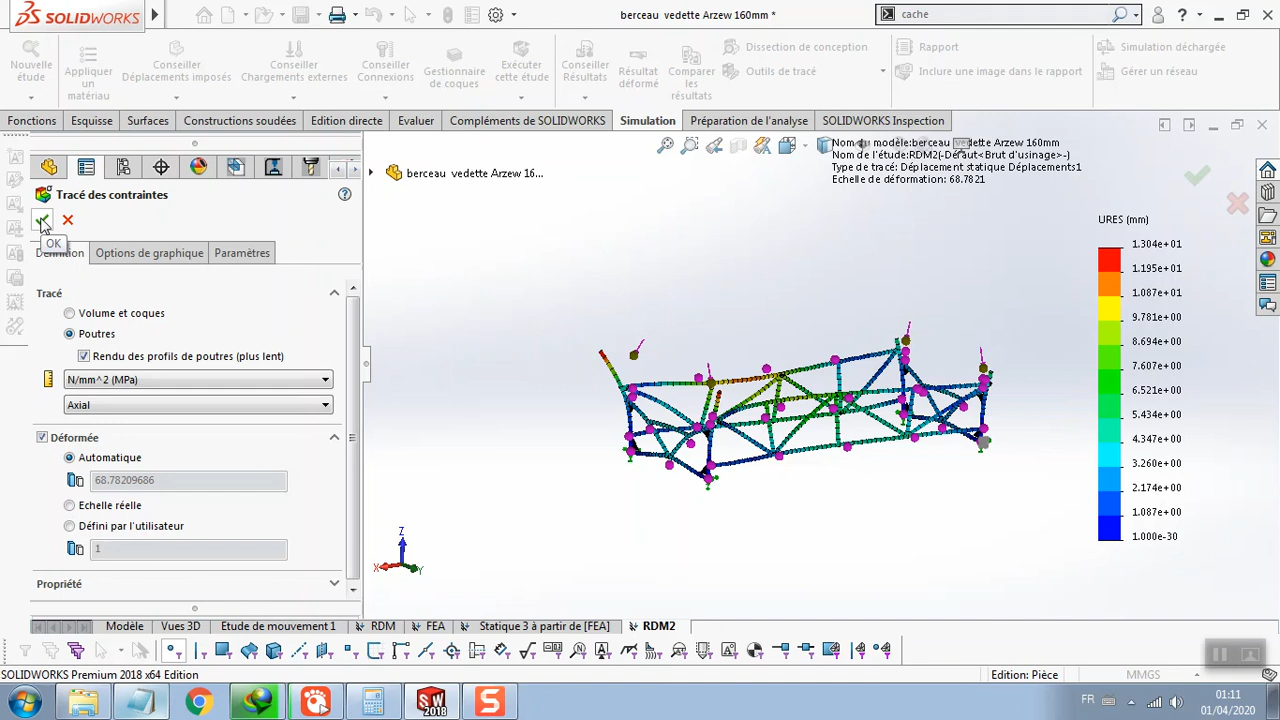 SOLIDWORKS
berceau vedette Arzew 160mm *
cache
Nouvelle étude
Appliquer un matériau
Conseiller Déplacements imposés
Conseiller Chargements externes
Conseiller Connexions
Gestionnaire de coques
Exécuter cette étude
Conseiller Résultats
Résultat déformé
Comparer les résultats
Dissection de conception
Outils de tracé
Rapport
Inclure une image dans le rapport
Simulation déchargée
Gérer un réseau
Fonctions
Esquisse
Surfaces
Constructions soudées
Edition directe
Evaluer
Compléments de SOLIDWORKS
Simulation
Préparation de l'analyse
SOLIDWORKS Inspection
berceau vedette Arzew 16...
Nom du modèle:berceau vedette Arzew 160mm
Nom de l'étude:RDM2(-Défaut<Brut d'usinage>-)
Type de tracé: Déplacement statique Déplacements1
Echelle de déformation: 68.7821
Tracé des contraintes
OK
Définition
Options de graphique
Paramètres
Tracé
Volume et coques
Poutres
Rendu des profils de poutres (plus lent)
N/mm^2 (MPa)
Axial
Déformée
Automatique
68.78209686
Echelle réelle
Défini par l'utilisateur
1
Propriété
URES (mm)
1.304e+01
1.195e+01
1.087e+01
9.781e+00
8.694e+00
7.607e+00
6.521e+00
5.434e+00
4.347e+00
3.260e+00
2.174e+00
1.087e+00
1.000e-30
Z
X
Y
Modèle
Vues 3D
Etude de mouvement 1
RDM
FEA
Statique 3 à partir de [FEA]
RDM2
SOLIDWORKS Premium 2018 x64 Edition
Edition: Pièce
MMGS
SW
2018
S
FR
01:11
01/04/2020